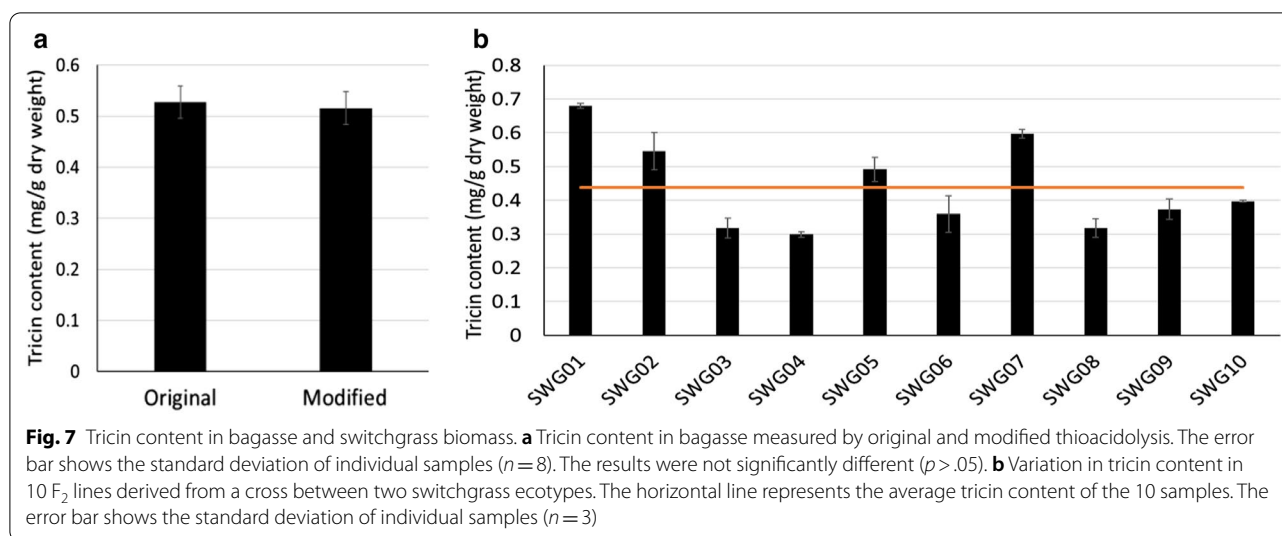 a
Tricin content (mg/g dry weight)
0.6
0.5
0.4
0.3
0.2
0.1
0
Original Modified
b
Tricin content (mg/g dry weight)
0.8
0.7
0.6
0.5
0.4
0.3
0.2
0.1
0
SWG01 SWG02 SWG03 SWG04 SWG05 SWG06 SWG07 SWG08 SWG09 SWG10
Fig. 7 Tricin content in bagasse and switchgrass biomass. a Tricin content in bagasse measured by original and modified thioacidolysis. The error
bar shows the standard deviation of individual samples (n = 8). The results were not significantly different (p > .05). b Variation in tricin content in
10 F₂ lines derived from a cross between two switchgrass ecotypes. The horizontal line represents the average tricin content of the 10 samples. The
error bar shows the standard deviation of individual samples (n = 3)